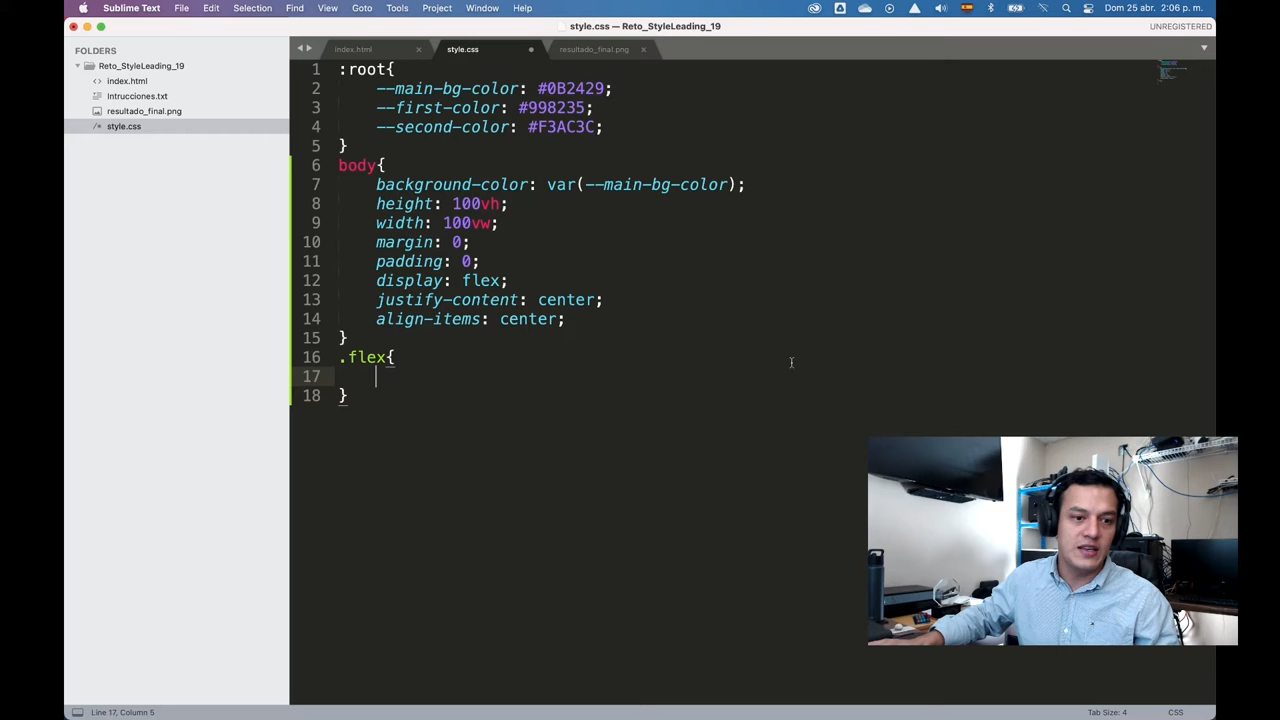 Sublime Text File Edit Selection Find View Goto Tools Project Window Help Dom 25 abr. 2:06 p. m.
style.css — Reto_StyleLeading_19 UNREGISTERED
FOLDERS
Reto_StyleLeading_19
<> index.html
Intrucciones.txt
resultado_final.png
/* style.css
index.html × style.css resultado_final.png ×
1 :root{
2 --main-bg-color: #0B2429;
3 --first-color: #998235;
4 --second-color: #F3AC3C;
5 }
6 body{
7 background-color: var(--main-bg-color);
8 height: 100vh;
9 width: 100vw;
10 margin: 0;
11 padding: 0;
12 display: flex;
13 justify-content: center;
14 align-items: center;
15 }
16 .flex{
17
18 }
Line 17, Column 5 Tab Size: 4 CSS